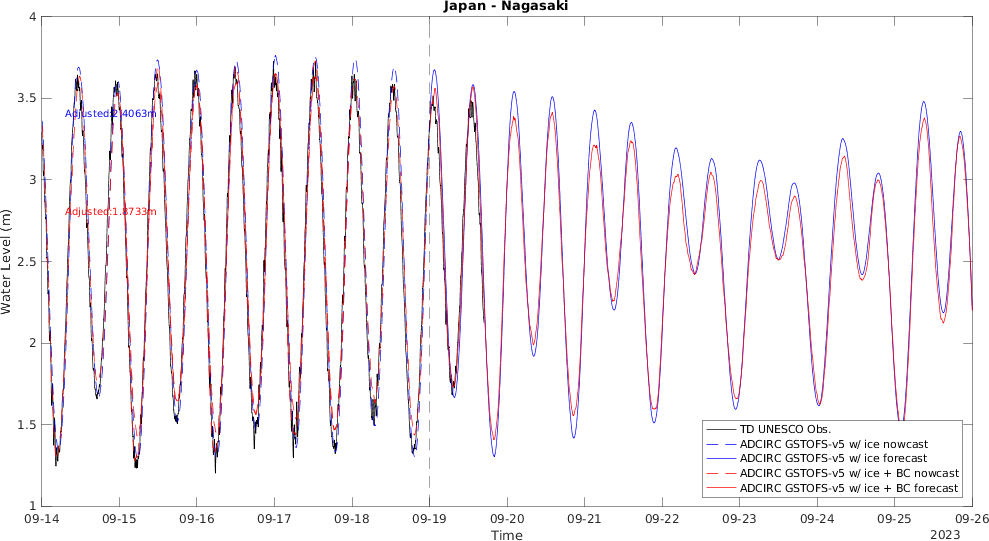 Japan - Nagasaki
Water Level (m)
4
3.5
3
2.5
2
1.5
1
Adjusted:2.4063m
Adjusted:1.8733m
TD UNESCO Obs.
ADCIRC GSTOFS-v5 w/ ice nowcast
ADCIRC GSTOFS-v5 w/ ice forecast
ADCIRC GSTOFS-v5 w/ ice + BC nowcast
ADCIRC GSTOFS-v5 w/ ice + BC forecast
09-14 09-15 09-16 09-17 09-18 09-19 09-20 09-21 09-22 09-23 09-24 09-25 09-26
Time
2023